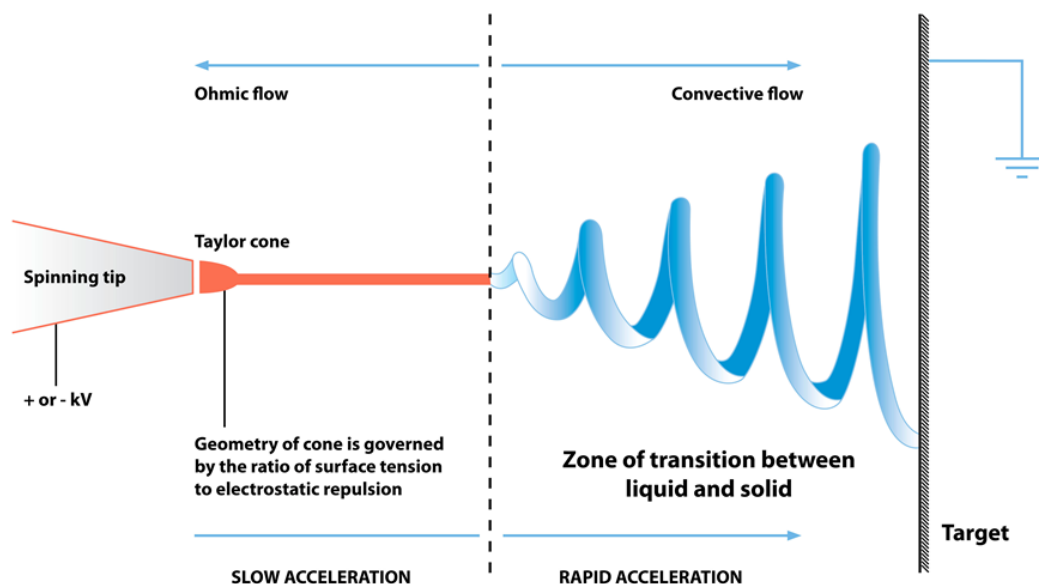 Ohmic flow
Convective flow
Taylor cone
Spinning tip
+ or - kV
Geometry of cone is governed
by the ratio of surface tension
to electrostatic repulsion
Zone of transition between
liquid and solid
Target
SLOW ACCELERATION
RAPID ACCELERATION